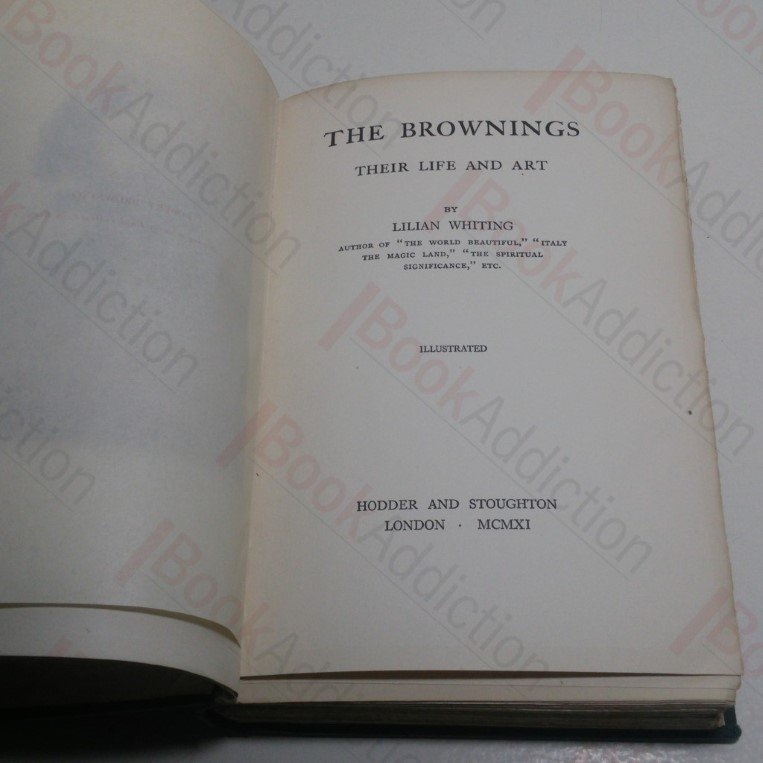 THE BROWNINGS
THEIR LIFE AND ART
BY
LILIAN WHITING
AUTHOR OF "THE WORLD BEAUTIFUL," "ITALY
THE MAGIC LAND," "THE SPIRITUAL
SIGNIFICANCE," ETC.
ILLUSTRATED
HODDER AND STOUGHTON
LONDON · MCMXI
BookAddiction